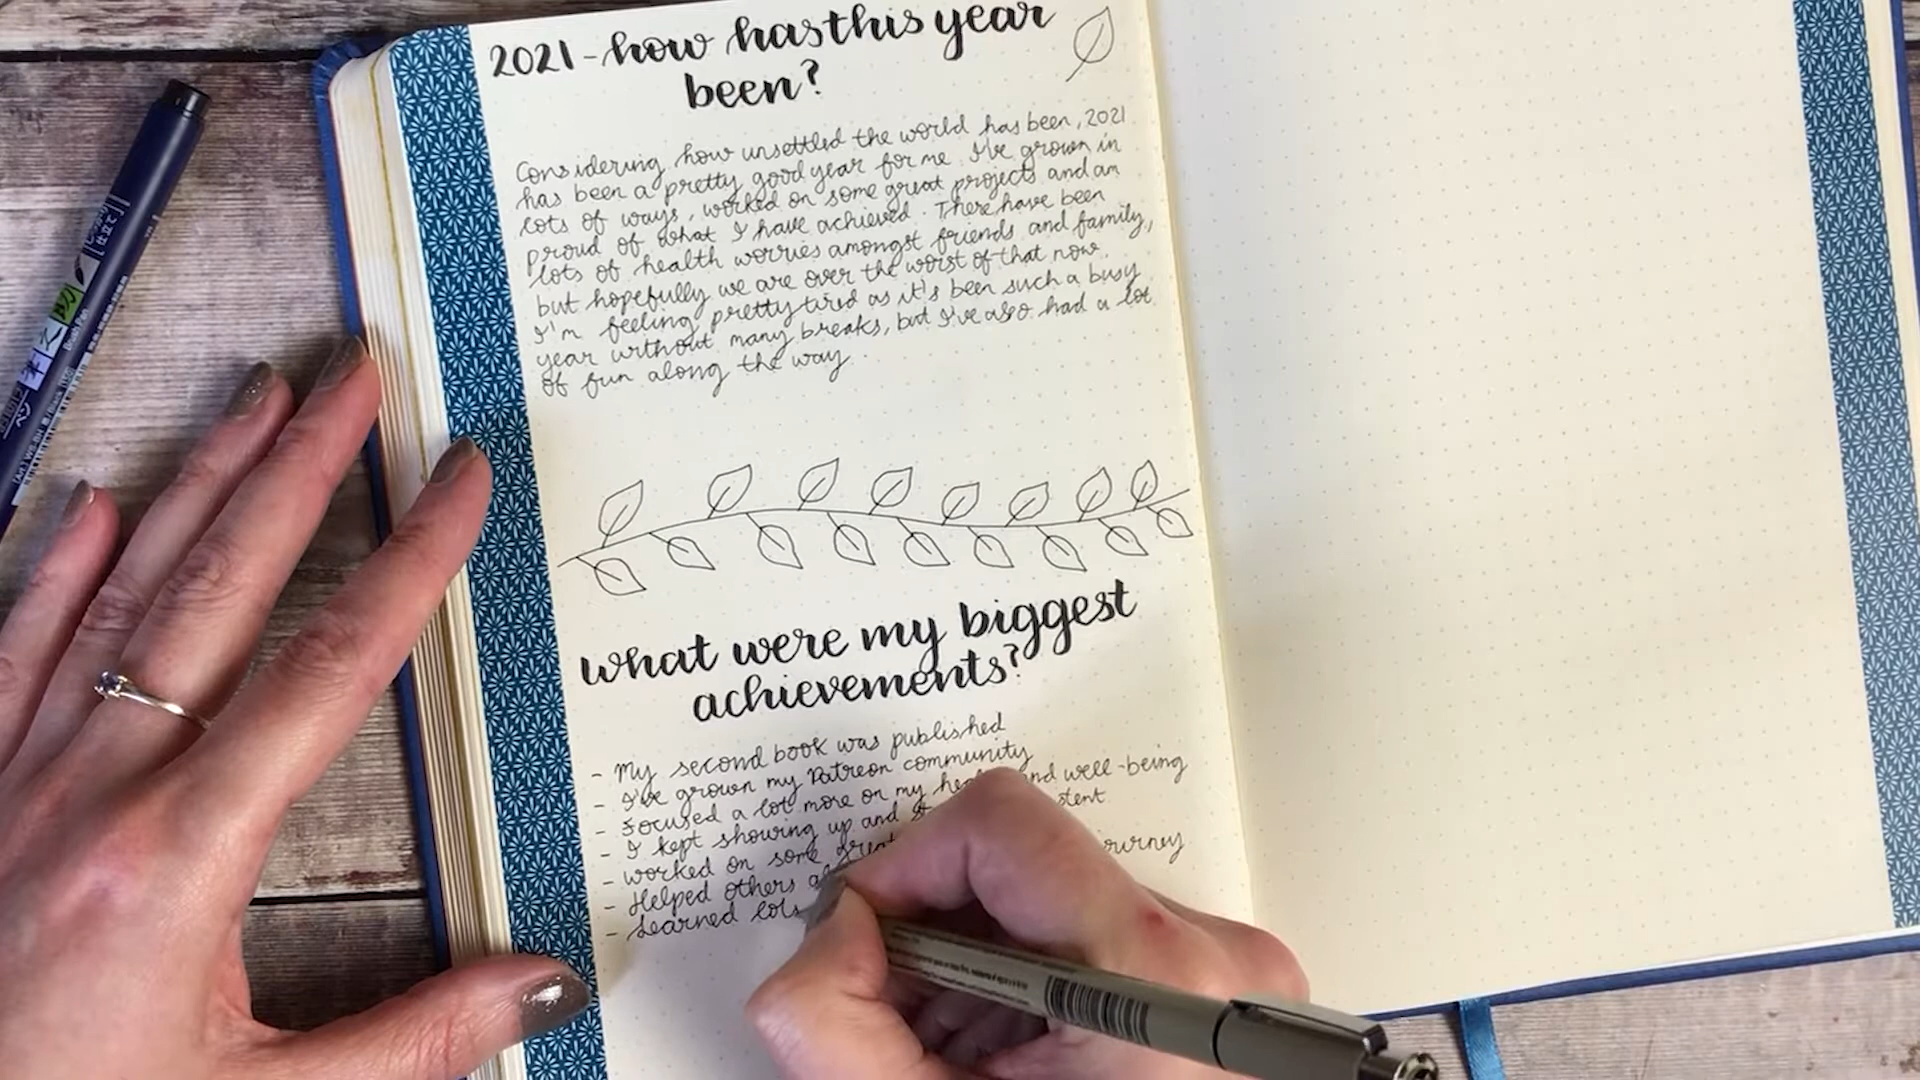 2021 - how has this year
been?
Considering how unsettled the world has been, 2021
has been a pretty good year for me. I've grown in
lots of ways, worked on some great projects and am
proud of what I have achieved. There have been
lots of health worries amongst friends and family,
but hopefully we are over the worst of that now.
I'm feeling pretty tired as it's been such a busy
year without many breaks, but I've also had a lot
of fun along the way.
what were my biggest
achievements?
- My second book was published
- I've grown my Patreon community
- Focused a lot more on my and well-being
- I kept showing up and
- worked on some great
- Helped others
- Learned lots